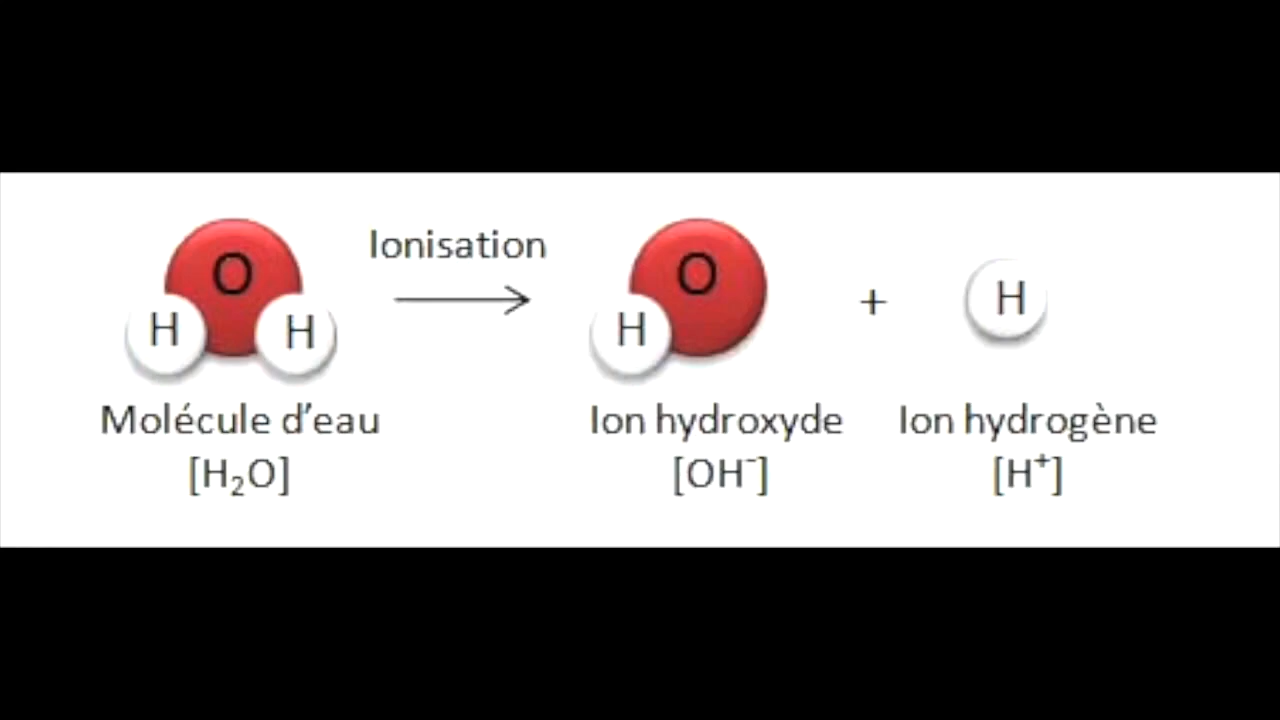 O
H
H
Ionisation
O
H
+
H
Molécule d'eau
[H₂O]
Ion hydroxyde
[OH⁻]
Ion hydrogène
[H⁺]